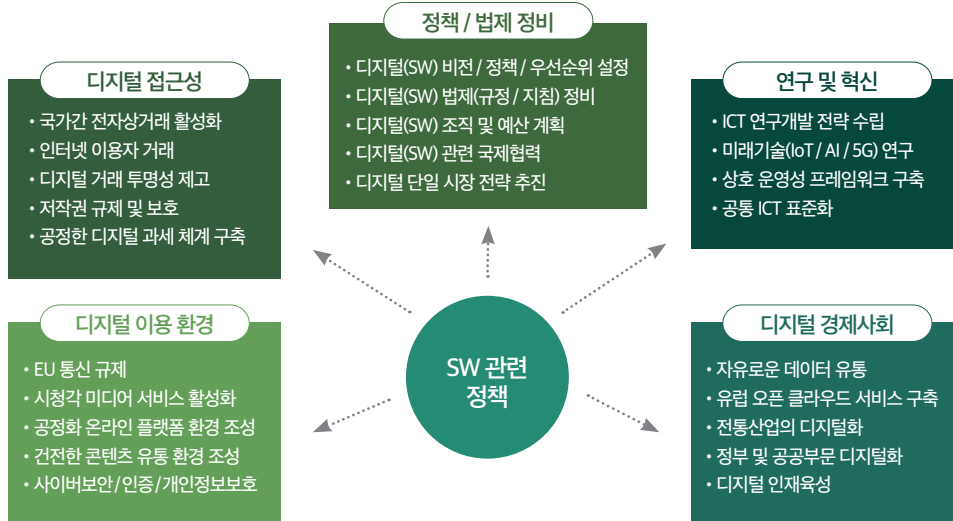 정책 / 법제 정비
• 디지털(SW) 비전 / 정책 / 우선순위 설정
• 디지털(SW) 법제(규정 / 지침) 정비
• 디지털(SW) 조직 및 예산 계획
• 디지털(SW) 관련 국제협력
• 디지털 단일 시장 전략 추진
디지털 접근성
• 국가간 전자상거래 활성화
• 인터넷 이용자 거래
• 디지털 거래 투명성 제고
• 저작권 규제 및 보호
• 공정한 디지털 과세 체계 구축
연구 및 혁신
• ICT 연구개발 전략 수립
• 미래기술(IoT / AI / 5G) 연구
• 상호 운영성 프레임워크 구축
• 공통 ICT 표준화
디지털 이용 환경
• EU 통신 규제
• 시청각 미디어 서비스 활성화
• 공정화 온라인 플랫폼 환경 조성
• 건전한 콘텐츠 유통 환경 조성
• 사이버보안/인증/개인정보보호
SW 관련
정책
디지털 경제사회
• 자유로운 데이터 유통
• 유럽 오픈 클라우드 서비스 구축
• 전통산업의 디지털화
• 정부 및 공공부문 디지털화
• 디지털 인재육성